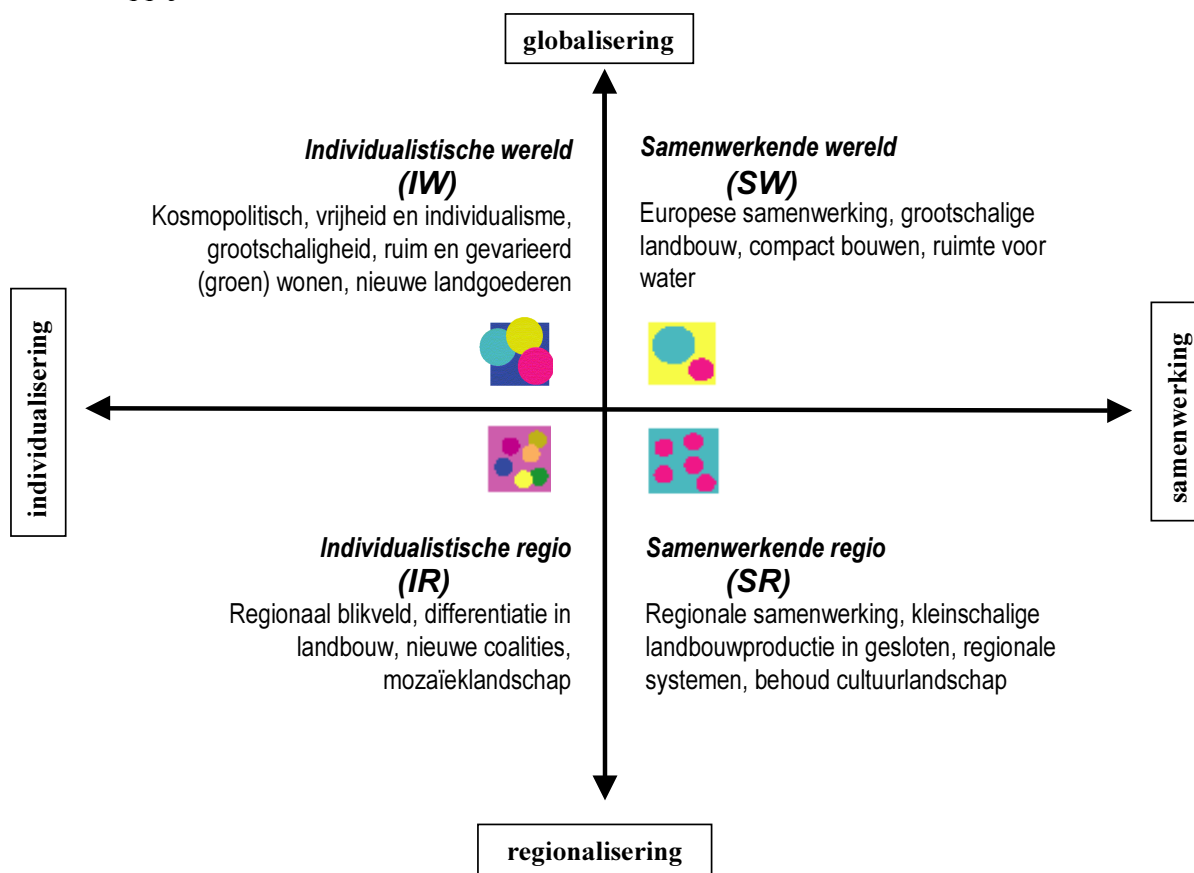 globalisering
Individualistische wereld
(IW)
Kosmopolitisch, vrijheid en individualisme,
grootschaligheid, ruim en gevarieerd
(groen) wonen, nieuwe landgoederen
Samenwerkende wereld
(SW)
Europese samenwerking, grootschalige
landbouw, compact bouwen, ruimte voor
water
individualisering
samenwerking
Individualistische regio
(IR)
Regionaal blikveld, differentiatie in
landbouw, nieuwe coalities,
mozaïeklandschap
Samenwerkende regio
(SR)
Regionale samenwerking, kleinschalige
landbouwproductie in gesloten, regionale
systemen, behoud cultuurlandschap
regionalisering